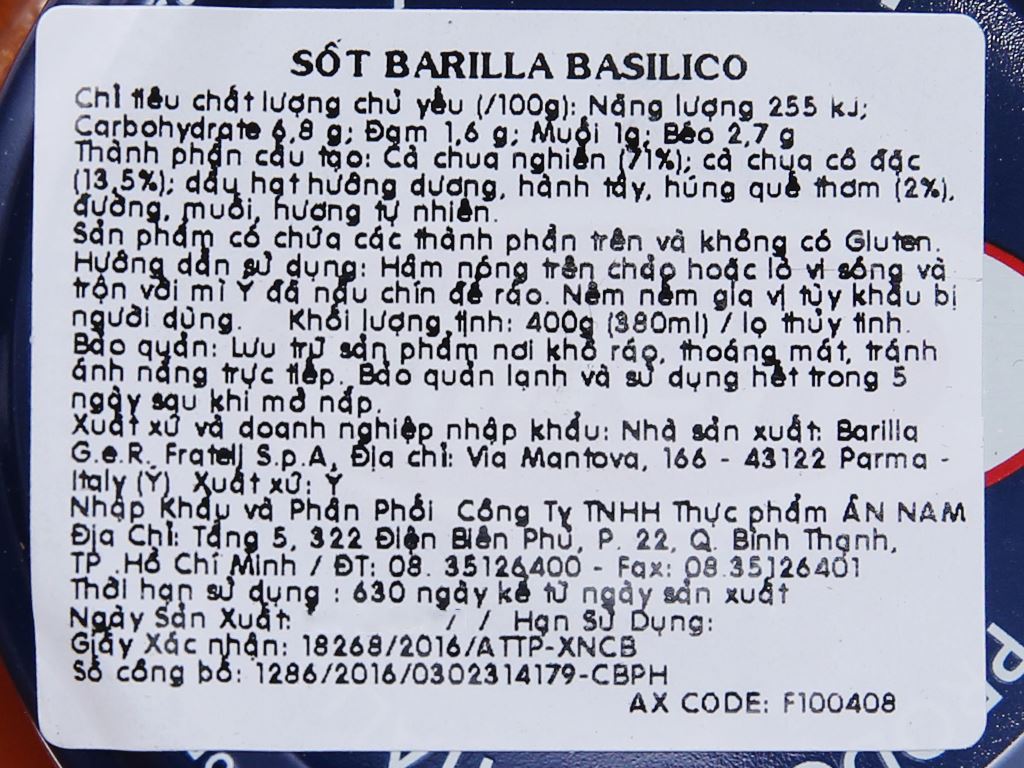 SỐT BARILLA BASILICO
Chỉ tiêu chất lượng chủ yếu (/100g): Năng lượng 255 kJ;
Carbohydrate 6,8 g; Đạm 1,6 g; Muối 1g; Béo 2,7 g
Thành phần cấu tạo: Cà chua nghiền (71%); cà chua cô đặc
(13,5%); dầu hạt hướng dương, hành tây, húng quế thơm (2%),
đường, muối, hương tự nhiên.
Sản phẩm có chứa các thành phần trên và không có Gluten.
Hướng dẫn sử dụng: Hâm nóng trên chảo hoặc lò vi sóng và
trộn với mì Ý đã nấu chín để ráo. Nêm nếm gia vị tùy khẩu bị
người dùng. Khối lượng tịnh: 400g (380ml) / lọ thủy tinh.
Bảo quản: Lưu trữ sản phẩm nơi khô ráo, thoáng mát, tránh
ánh nắng trực tiếp. Bảo quản lạnh và sử dụng hết trong 5
ngày sau khi mở nắp.
Xuất xứ và doanh nghiệp nhập khẩu: Nhà sản xuất: Barilla
G.e.R. Fratelli S.p.A, Địa chỉ: Via Mantova, 166 - 43122 Parma -
Italy (Ý) Xuất xứ: Ý
Nhập Khẩu và Phân Phối Công Ty TNHH Thực phẩm ÂN NAM
Địa Chỉ: Tầng 5, 322 Điện Biên Phủ, P. 22, Q. Bình Thạnh,
TP .Hồ Chí Minh / ĐT: 08. 35126400 - Fax: 08.35126401
Thời hạn sử dụng : 630 ngày kể từ ngày sản xuất
Ngày Sản Xuất: / / Hạn Sử Dụng:
Giấy Xác nhận: 18268/2016/ATTP-XNCB
Số công bố: 1286/2016/0302314179-CBPH
AX CODE: F100408